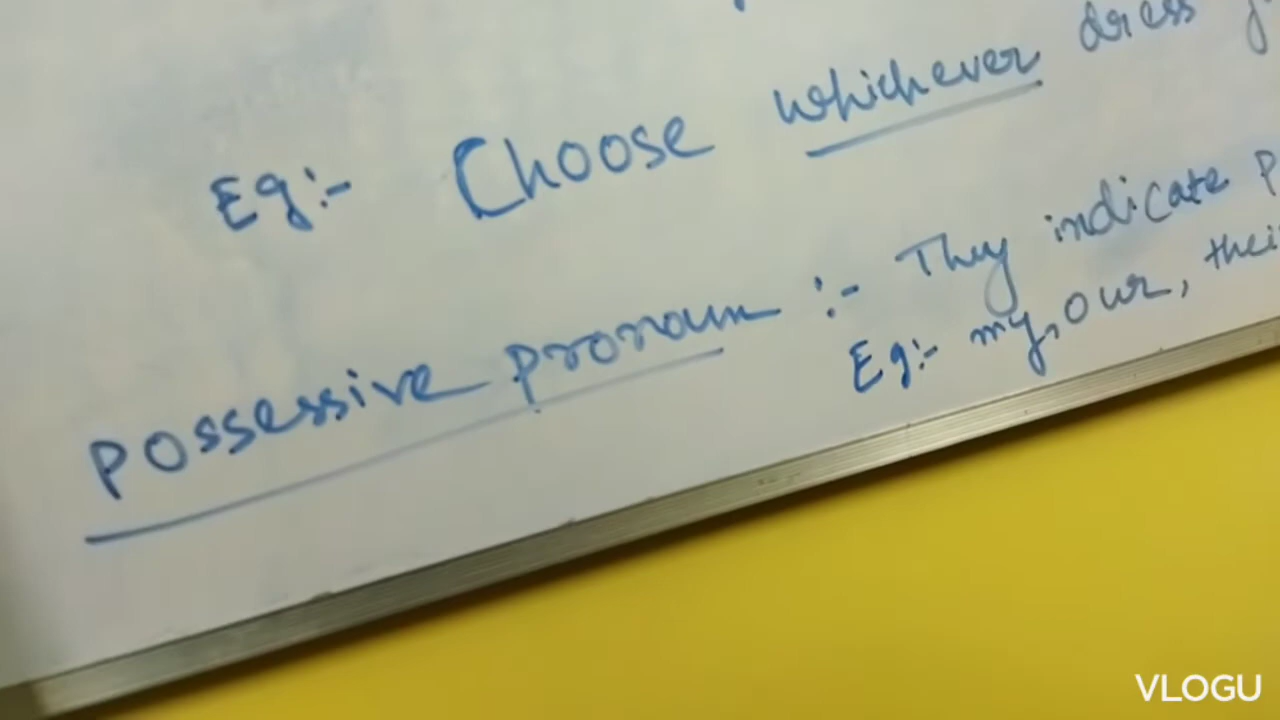 Eg:- Choose whichever dress
Possessive Pronoun :- They indicate
Eg:- my, our,
VLOGU